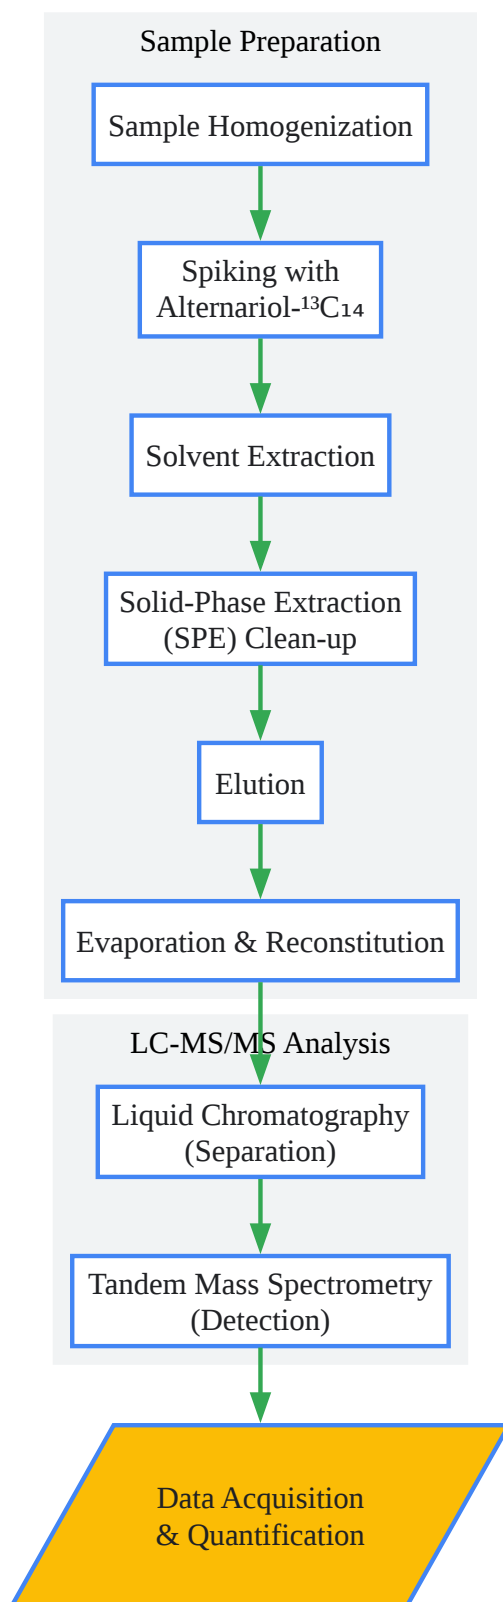 Sample Preparation
Sample Homogenization
Spiking with
Alternariol-¹³C₁₄
Solvent Extraction
Solid-Phase Extraction
(SPE) Clean-up
Elution
Evaporation & Reconstitution
LC-MS/MS Analysis
Liquid Chromatography
(Separation)
Tandem Mass Spectrometry
(Detection)
Data Acquisition
& Quantification